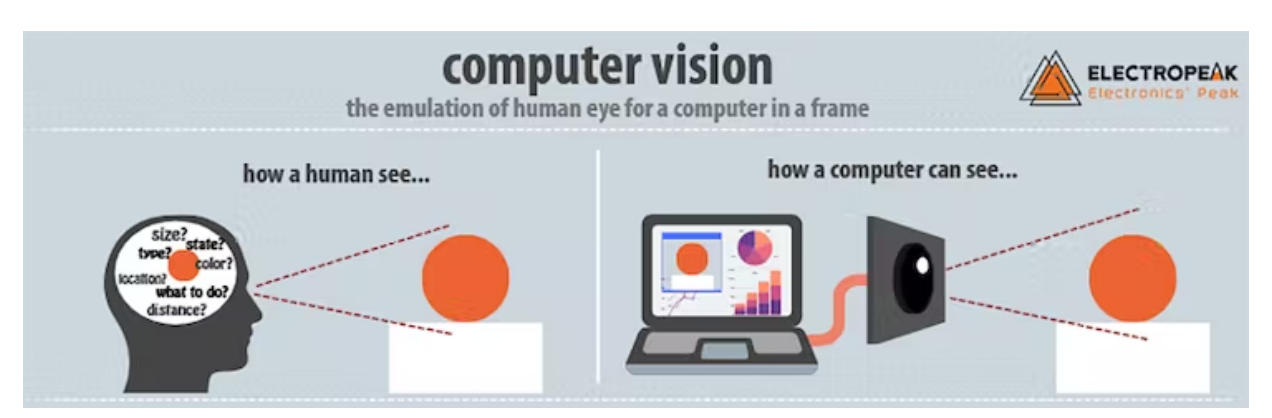 computer vision
the emulation of human eye for a computer in a frame
ELECTROPEAK
Electronics' Peak
how a human see...
size?
state?
type?
color?
location?
what to do?
distance?
how a computer can see...